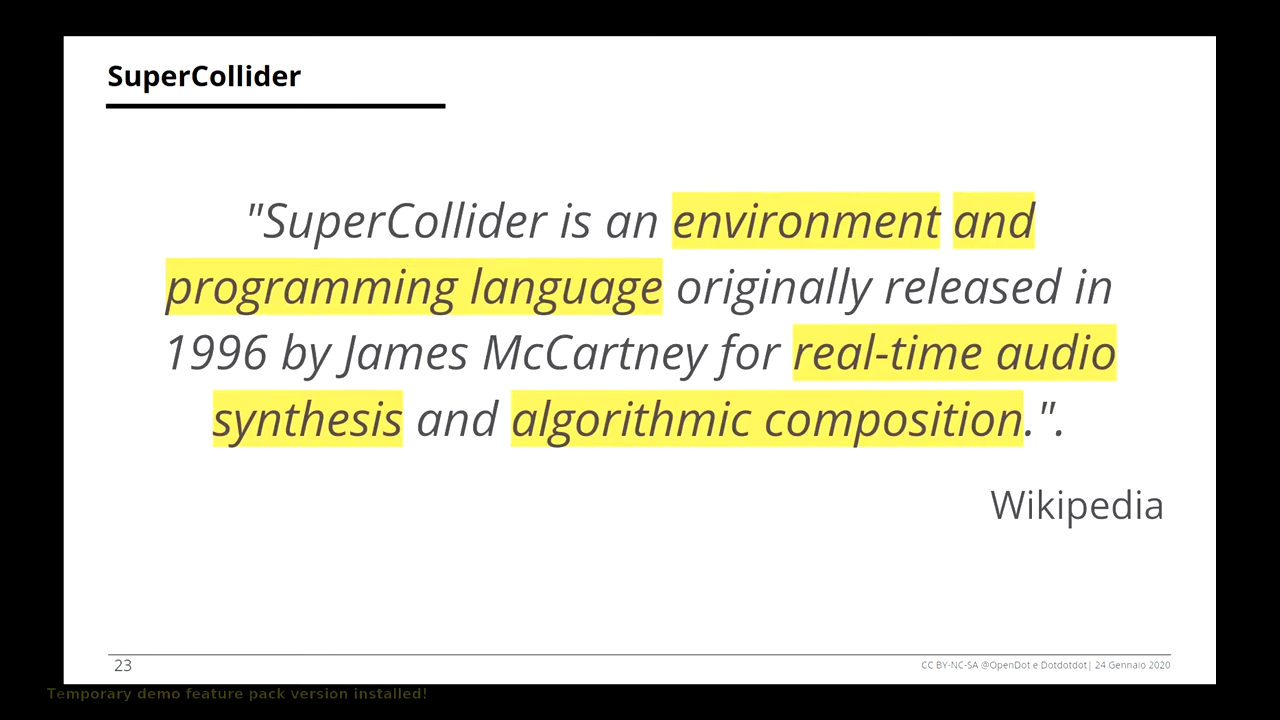 SuperCollider
"SuperCollider is an environment and
programming language originally released in
1996 by James McCartney for real-time audio
synthesis and algorithmic composition.".
Wikipedia
23
CC BY-NC-SA @OpenDot e Dotdotdot| 24 Gennaio 2020
Temporary demo feature pack version installed!